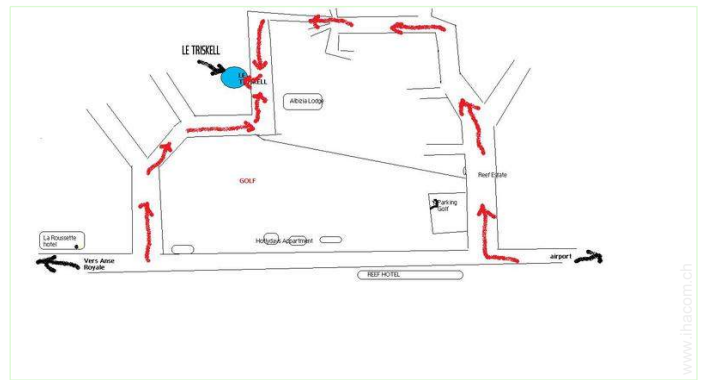 LE TRISKELL
LE
TRISKELL
Albizia Lodge
GOLF
Reef Estate
Parking
Golf
La Roussette
hotel
Hollydays Appartment
Vers Anse
Royale
airport
REEF HOTEL
www.ihacom.ch